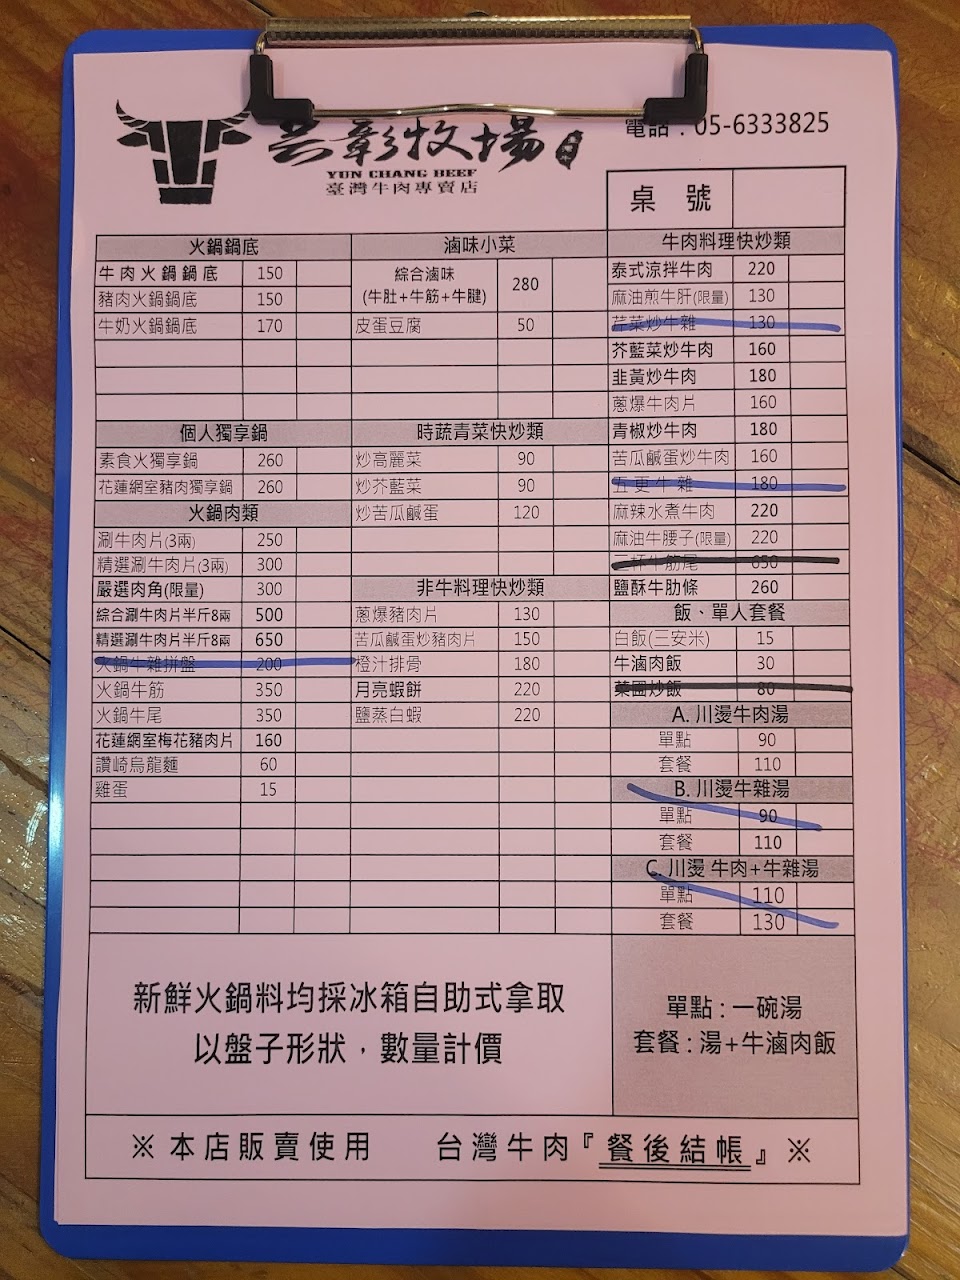 芸彰牧場
YUN CHANG BEEF
臺灣牛肉專賣店
電話：05-6333825
桌號
火鍋鍋底
牛肉火鍋鍋底 150
豬肉火鍋鍋底 150
牛奶火鍋鍋底 170
個人獨享鍋
素食火獨享鍋 260
花蓮網室豬肉獨享鍋 260
火鍋肉類
涮牛肉片(3兩) 250
精選涮牛肉片(3兩) 300
嚴選肉角(限量) 300
綜合涮牛肉片半斤8兩 500
精選涮牛肉片半斤8兩 650
火鍋牛雜拼盤 200
火鍋牛筋 350
火鍋牛尾 350
花蓮網室梅花豬肉片 160
讚崎烏龍麵 60
雞蛋 15
滷味小菜
綜合滷味
(牛肚+牛筋+牛腱) 280
皮蛋豆腐 50
時蔬青菜快炒類
炒高麗菜 90
炒芥藍菜 90
炒苦瓜鹹蛋 120
非牛料理快炒類
蔥爆豬肉片 130
苦瓜鹹蛋炒豬肉片 150
橙汁排骨 180
月亮蝦餅 220
鹽蒸白蝦 220
牛肉料理快炒類
泰式涼拌牛肉 220
麻油煎牛肝(限量) 130
芹菜炒牛雜 130
芥藍菜炒牛肉 160
韭黃炒牛肉 180
蔥爆牛肉片 160
青椒炒牛肉 180
苦瓜鹹蛋炒牛肉 160
五更牛雜 180
麻辣水煮牛肉 220
麻油牛腰子(限量) 220
三杯牛筋尾 650
鹽酥牛肋條 260
飯、單人套餐
白飯(三安米) 15
牛滷肉飯 30
菜圃炒飯 80
A. 川燙牛肉湯
單點 90
套餐 110
B. 川燙牛雜湯
單點 90
套餐 110
C. 川燙 牛肉+牛雜湯
單點 110
套餐 130
新鮮火鍋料均採冰箱自助式拿取
以盤子形狀，數量計價
單點：一碗湯
套餐：湯+牛滷肉飯
※本店販賣使用 台灣牛肉『餐後結帳』※